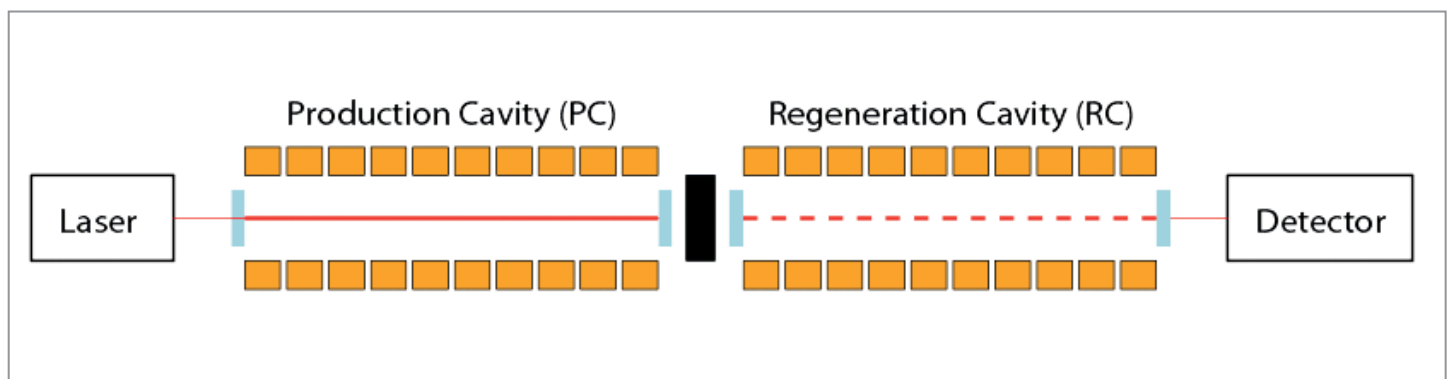 Production Cavity (PC)
Regeneration Cavity (RC)
Laser
Detector